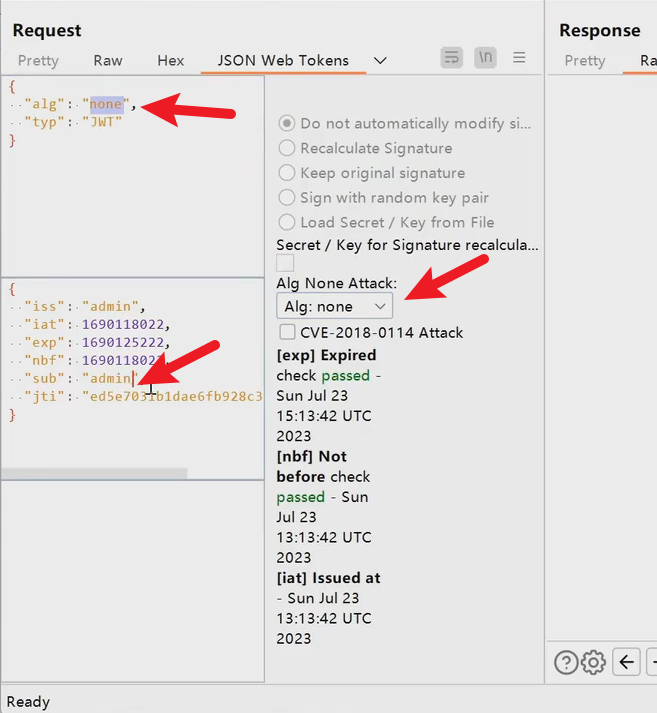 Request
Response
Pretty Raw Hex JSON Web Tokens \n
Pretty Ra
{
"alg": "none",
"typ": "JWT"
}
{
"iss": "admin",
"iat": 1690118022,
"exp": 1690125222,
"nbf": 1690118022,
"sub": "admin"
"jti":
}
Do not automatically modify si...
Recalculate Signature
Keep original signature
Sign with random key pair
Load Secret / Key from File
Secret / Key for Signature recalcula...
Alg None Attack:
Alg: none
CVE-2018-0114 Attack
[exp] Expired
check passed -
Sun Jul 23
15:13:42 UTC
2023
[nbf] Not
before check
passed - Sun
Jul 23
13:13:42 UTC
2023
[iat] Issued at
- Sun Jul 23
13:13:42 UTC
2023
?
Ready